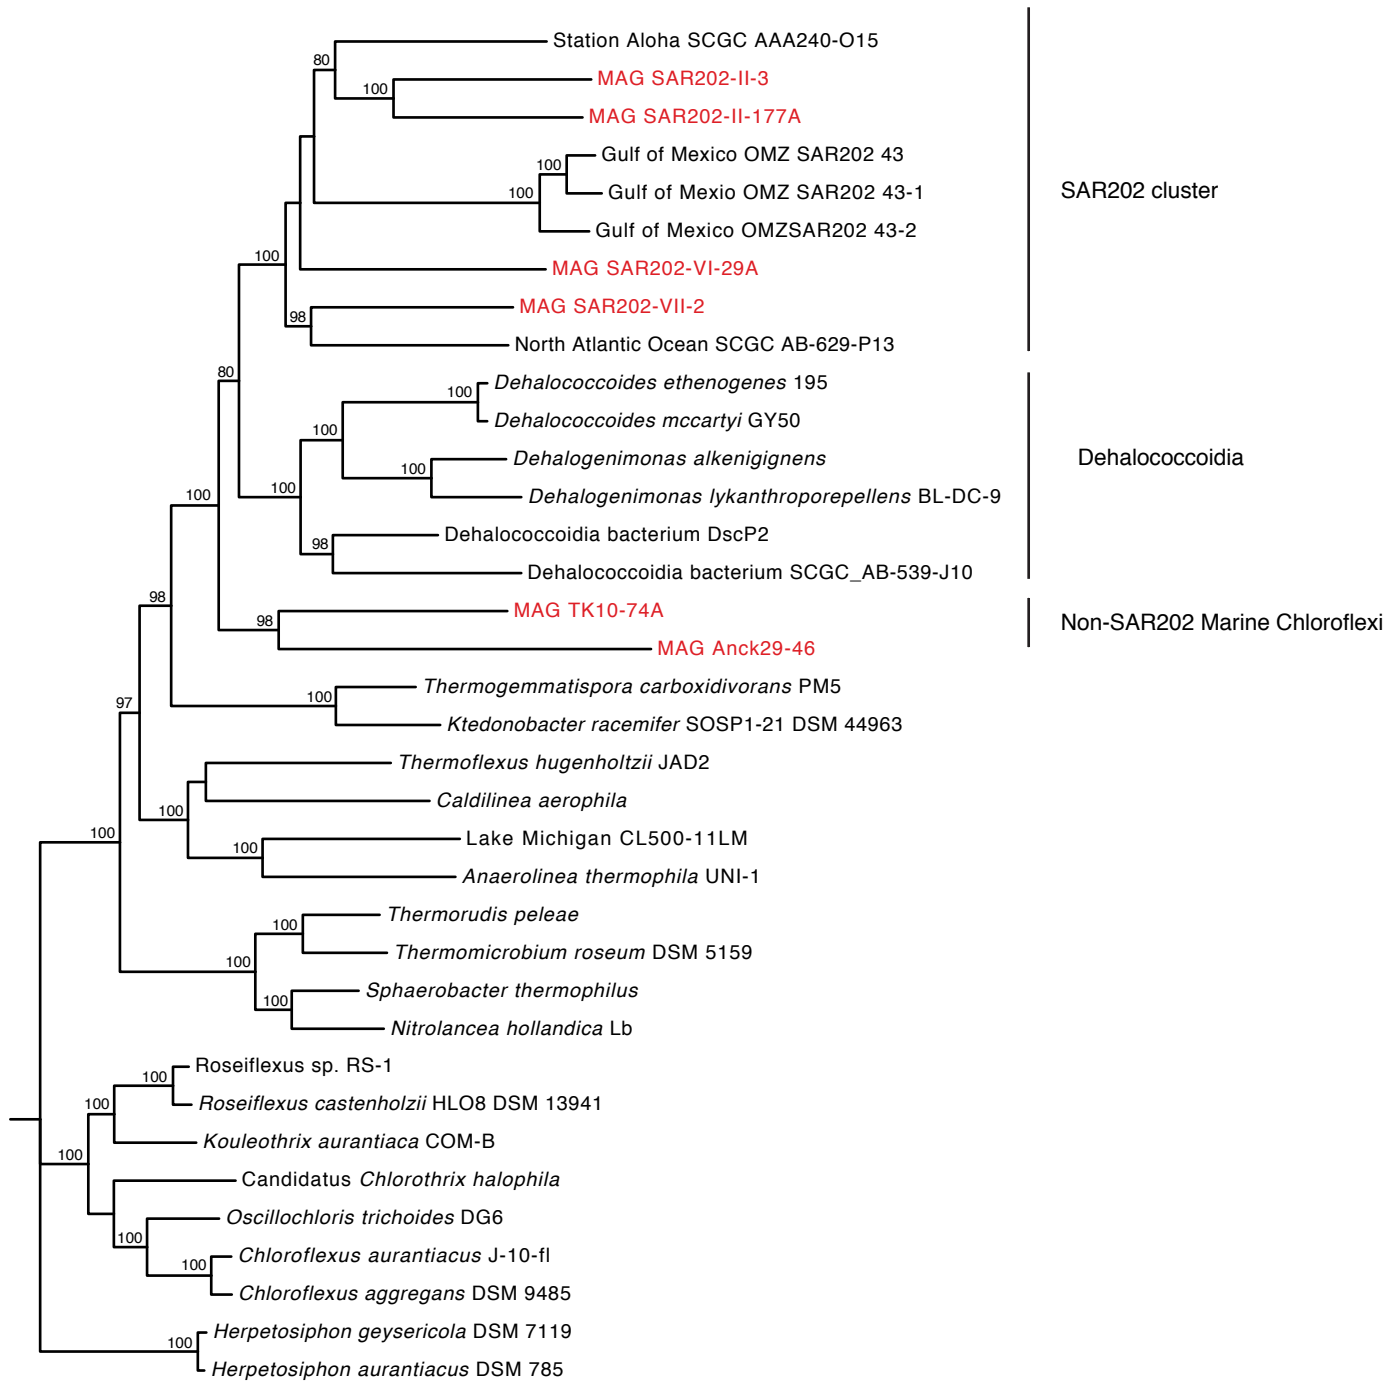 Station Aloha SCGC AAA240-O15
80
MAG SAR202-II-3
100
MAG SAR202-II-177A
Gulf of Mexico OMZ SAR202 43
100
Gulf of Mexio OMZ SAR202 43-1
100
Gulf of Mexico OMZSAR202 43-2
SAR202 cluster
100
MAG SAR202-VI-29A
MAG SAR202-VII-2
98
North Atlantic Ocean SCGC AB-629-P13
80
Dehalococcoides ethenogenes 195
100
Dehalococcoides mccartyi GY50
100
Dehalogenimonas alkenigignens
Dehalococcoidia
100
100
Dehalogenimonas lykanthroporepellens BL-DC-9
100
Dehalococcoidia bacterium DscP2
98
Dehalococcoidia bacterium SCGC_AB-539-J10
98
MAG TK10-74A
98
Non-SAR202 Marine Chloroflexi
MAG Anck29-46
Thermogemmatispora carboxidivorans PM5
97
100
Ktedonobacter racemifer SOSP1-21 DSM 44963
Thermoflexus hugenholtzii JAD2
Caldilinea aerophila
100
100
Lake Michigan CL500-11LM
100
Anaerolinea thermophila UNI-1
Thermorudis peleae
100
Thermomicrobium roseum DSM 5159
100
Sphaerobacter thermophilus
100
Nitrolancea hollandica Lb
Roseiflexus sp. RS-1
100
Roseiflexus castenholzii HLO8 DSM 13941
100
Kouleothrix aurantiaca COM-B
100
Candidatus Chlorothrix halophila
Oscillochloris trichoides DG6
100
Chloroflexus aurantiacus J-10-fl
100
Chloroflexus aggregans DSM 9485
Herpetosiphon geysericola DSM 7119
100
Herpetosiphon aurantiacus DSM 785